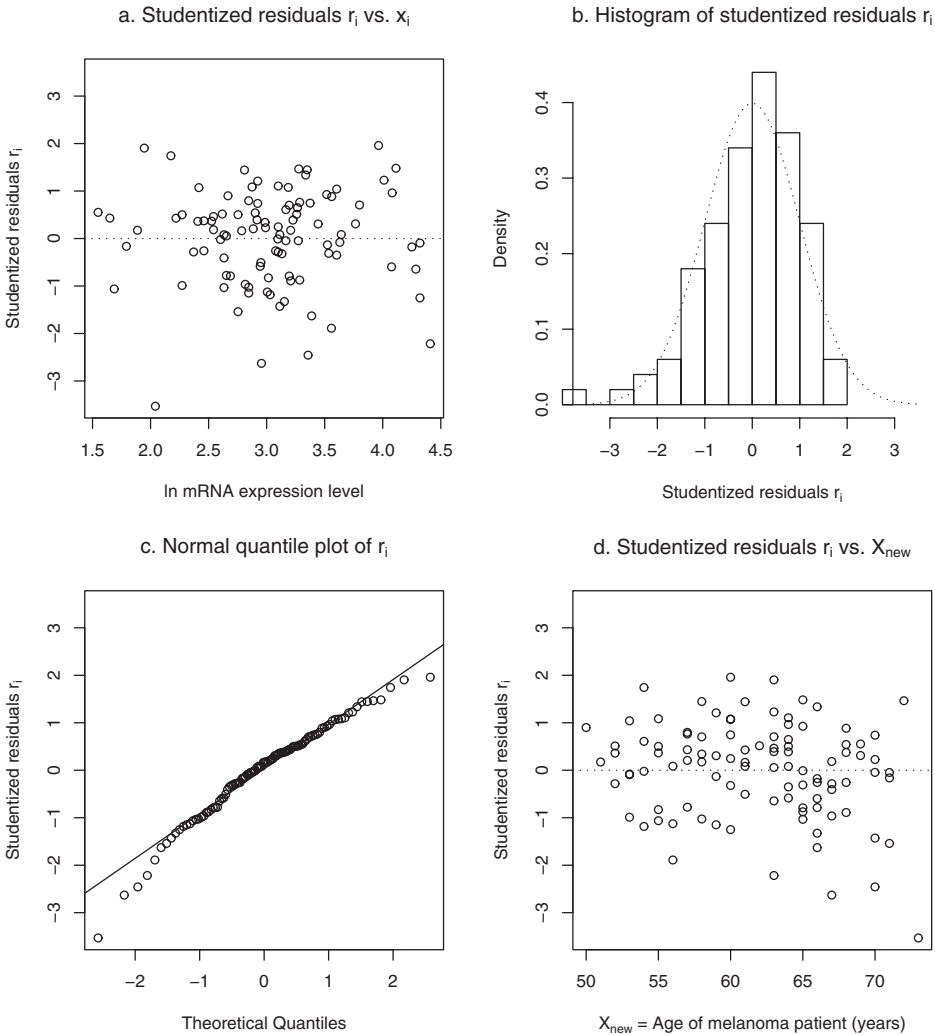 a. Studentized residuals rᵢ vs. xᵢ
Studentized residuals rᵢ
3
2
1
0
−1
−2
−3
1.5 2.0 2.5 3.0 3.5 4.0 4.5
ln mRNA expression level
b. Histogram of studentized residuals rᵢ
Density
0.4
0.3
0.2
0.1
0.0
−3 −2 −1 0 1 2 3
Studentized residuals rᵢ
c. Normal quantile plot of rᵢ
Studentized residuals rᵢ
3
2
1
0
−1
−2
−3
−2 −1 0 1 2
Theoretical Quantiles
d. Studentized residuals rᵢ vs. Xnew
Studentized residuals rᵢ
3
2
1
0
−1
−2
−3
50 55 60 65 70
Xnew = Age of melanoma patient (years)